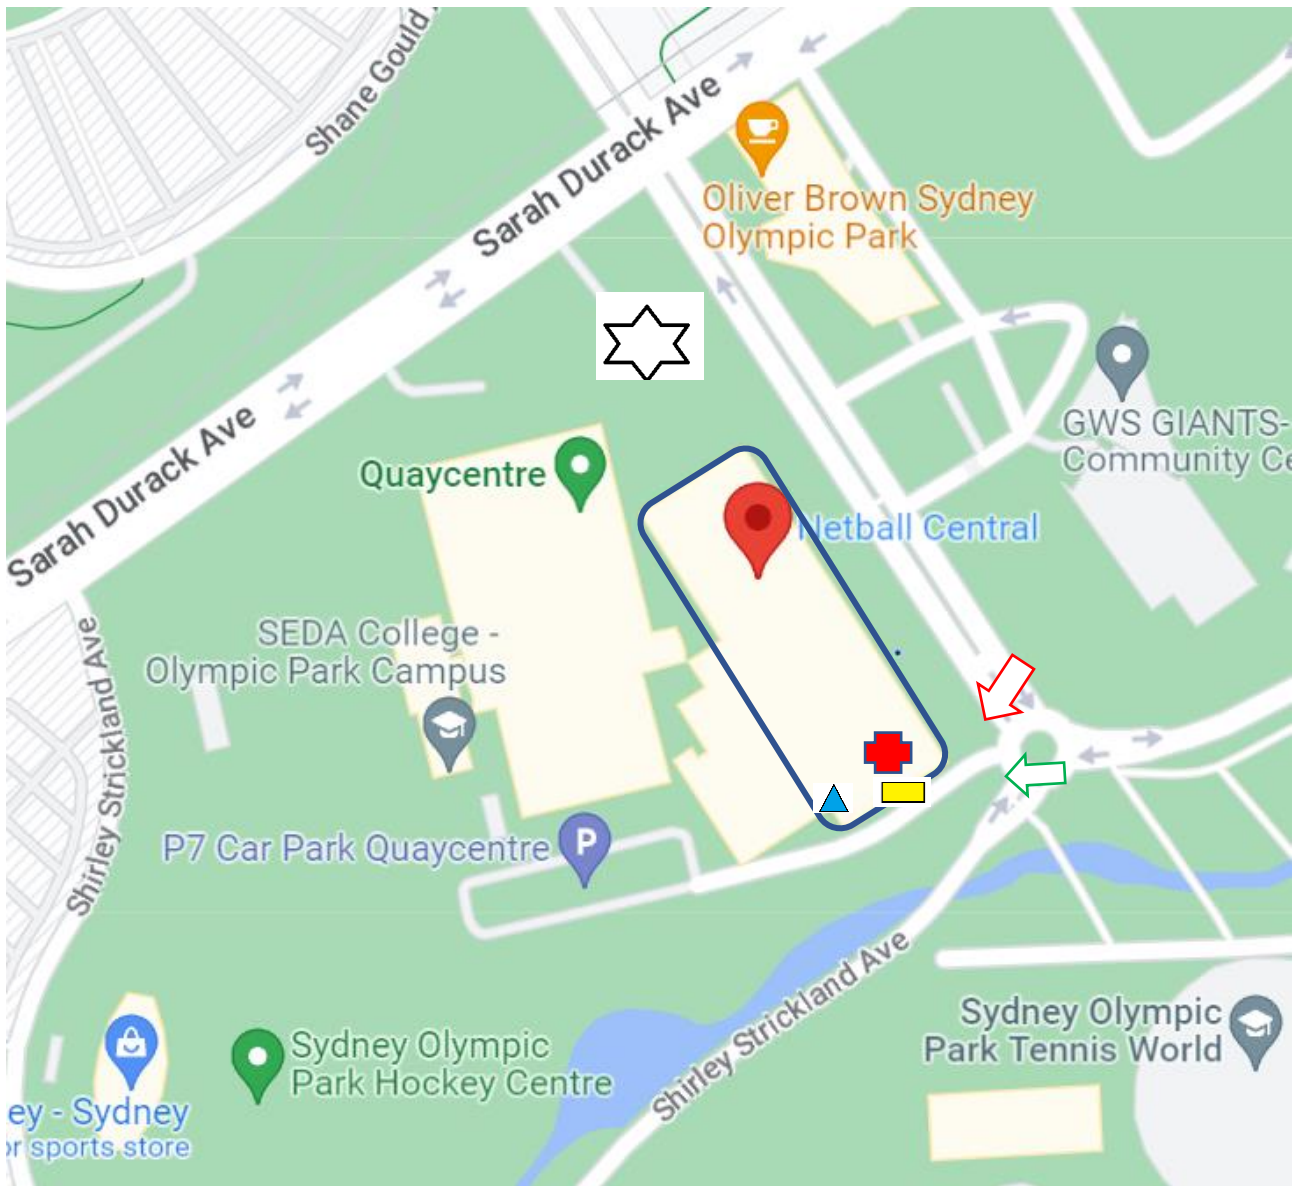 Shane Gould
Sarah Durack Ave
Oliver Brown Sydney
Olympic Park
GWS GIANTS-
Community Ce
Quaycentre
Netball Central
Sarah Durack Ave
SEDA College -
Olympic Park Campus
Shirley Strickland Ave
P7 Car Park Quaycentre
P
Shirley Strickland Ave
Sydney Olympic
Park Tennis World
Sydney Olympic
Park Hockey Centre
ey - Sydney
or sports store